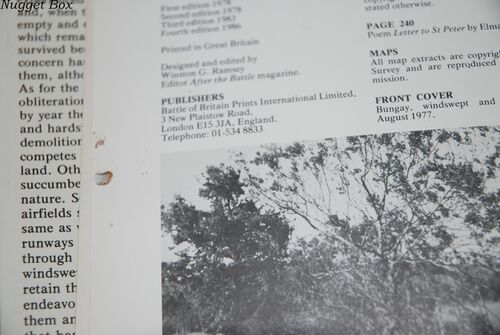 Nugget Box
and, when t
empty and
which rema
survived be
concern ha
them, altho
As for the
obliteration
by year the
and hards
demolition
competes
land. Oth
succumbe
nature. S
airfields
same as
runways
through
windswe
retain th
endeavo
them an
First edition 1978
Second edition 1978
Third edition 1983
Fourth edition 1986
Printed in Great Britain
Designed and edited by
Winston G. Ramsey
Editor After the Battle magazine.
PUBLISHERS
Battle of Britain Prints International Limited,
3 New Plaistow Road,
London E15 3JA, England.
Telephone: 01-534 8833
stated otherwise.
PAGE 240
Poem Letter to St Peter by Elma
MAPS
All map extracts are copyrig
Survey and are reproduced
mission.
FRONT COVER
Bungay, windswept and
August 1977.